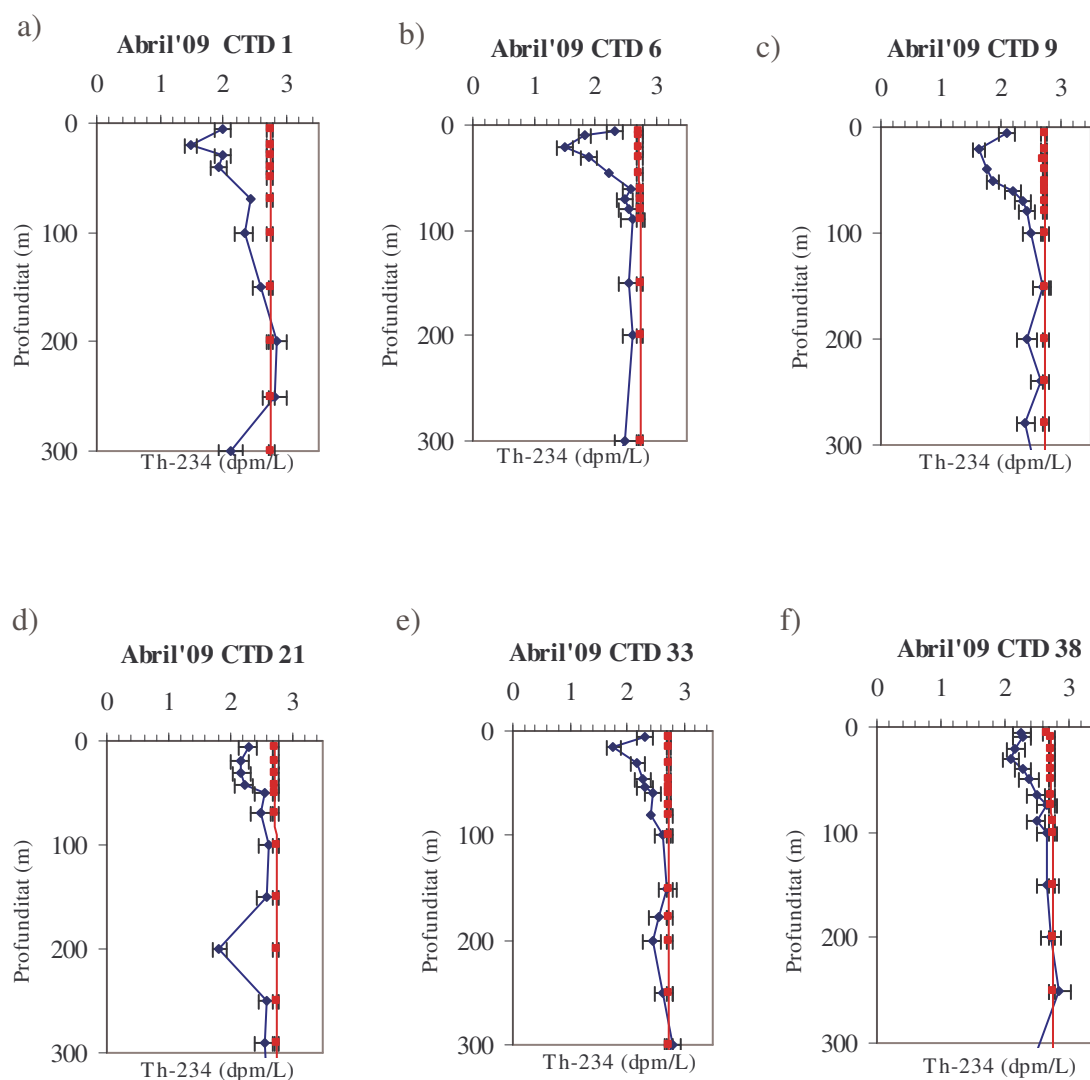 a)
Abril'09 CTD 1
0 1 2 3
0
100
200
300
Profunditat (m)
Th-234 (dpm/L)
b)
Abril'09 CTD 6
0 1 2 3
0
100
200
300
Profunditat (m)
Th-234 (dpm/L)
c)
Abril'09 CTD 9
0 1 2 3
0
100
200
300
Profunditat (m)
Th-234 (dpm/L)
d)
Abril'09 CTD 21
0 1 2 3
0
100
200
300
Profunditat (m)
Th-234 (dpm/L)
e)
Abril'09 CTD 33
0 1 2 3
0
100
200
300
Profunditat (m)
Th-234 (dpm/L)
f)
Abril'09 CTD 38
0 1 2 3
0
100
200
300
Profunditat (m)
Th-234 (dpm/L)